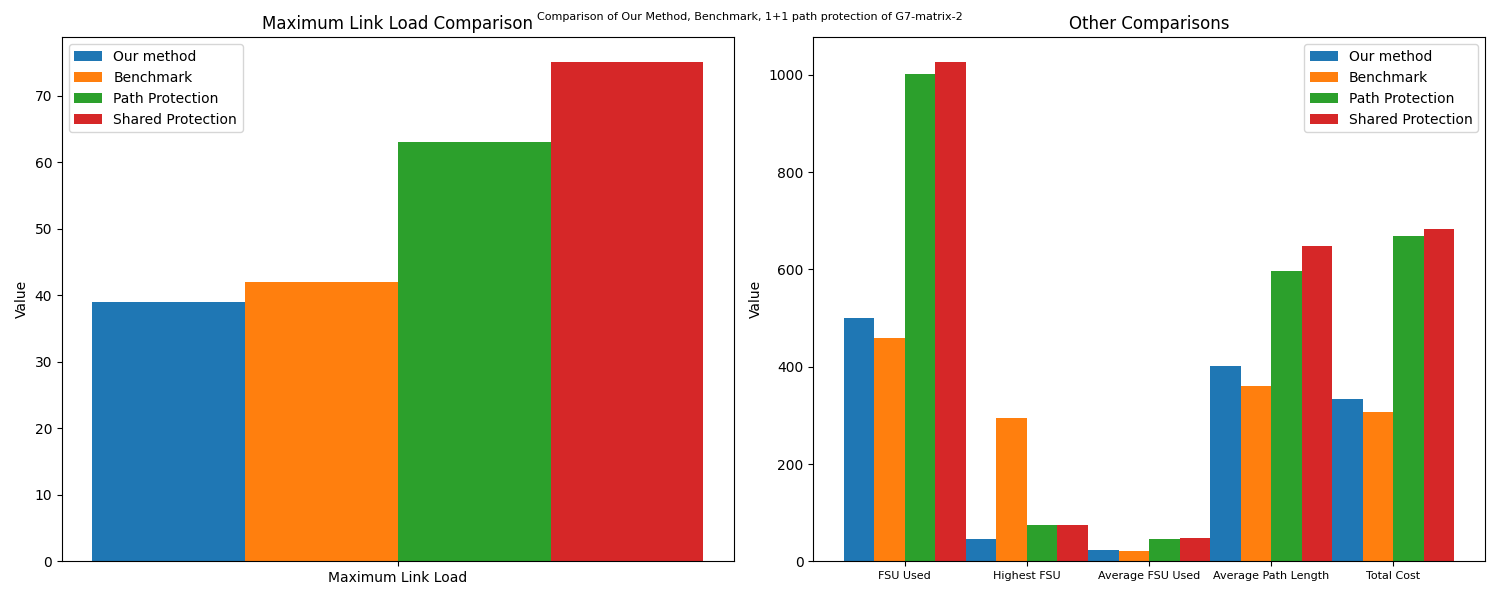 Comparison of Our Method, Benchmark, 1+1 path protection of G7-matrix-2
Maximum Link Load Comparison
Our method
Benchmark
Path Protection
Shared Protection
Value
70
60
50
40
30
20
10
0
Maximum Link Load
Other Comparisons
Our method
Benchmark
Path Protection
Shared Protection
Value
1000
800
600
400
200
0
FSU Used
Highest FSU
Average FSU Used
Average Path Length
Total Cost